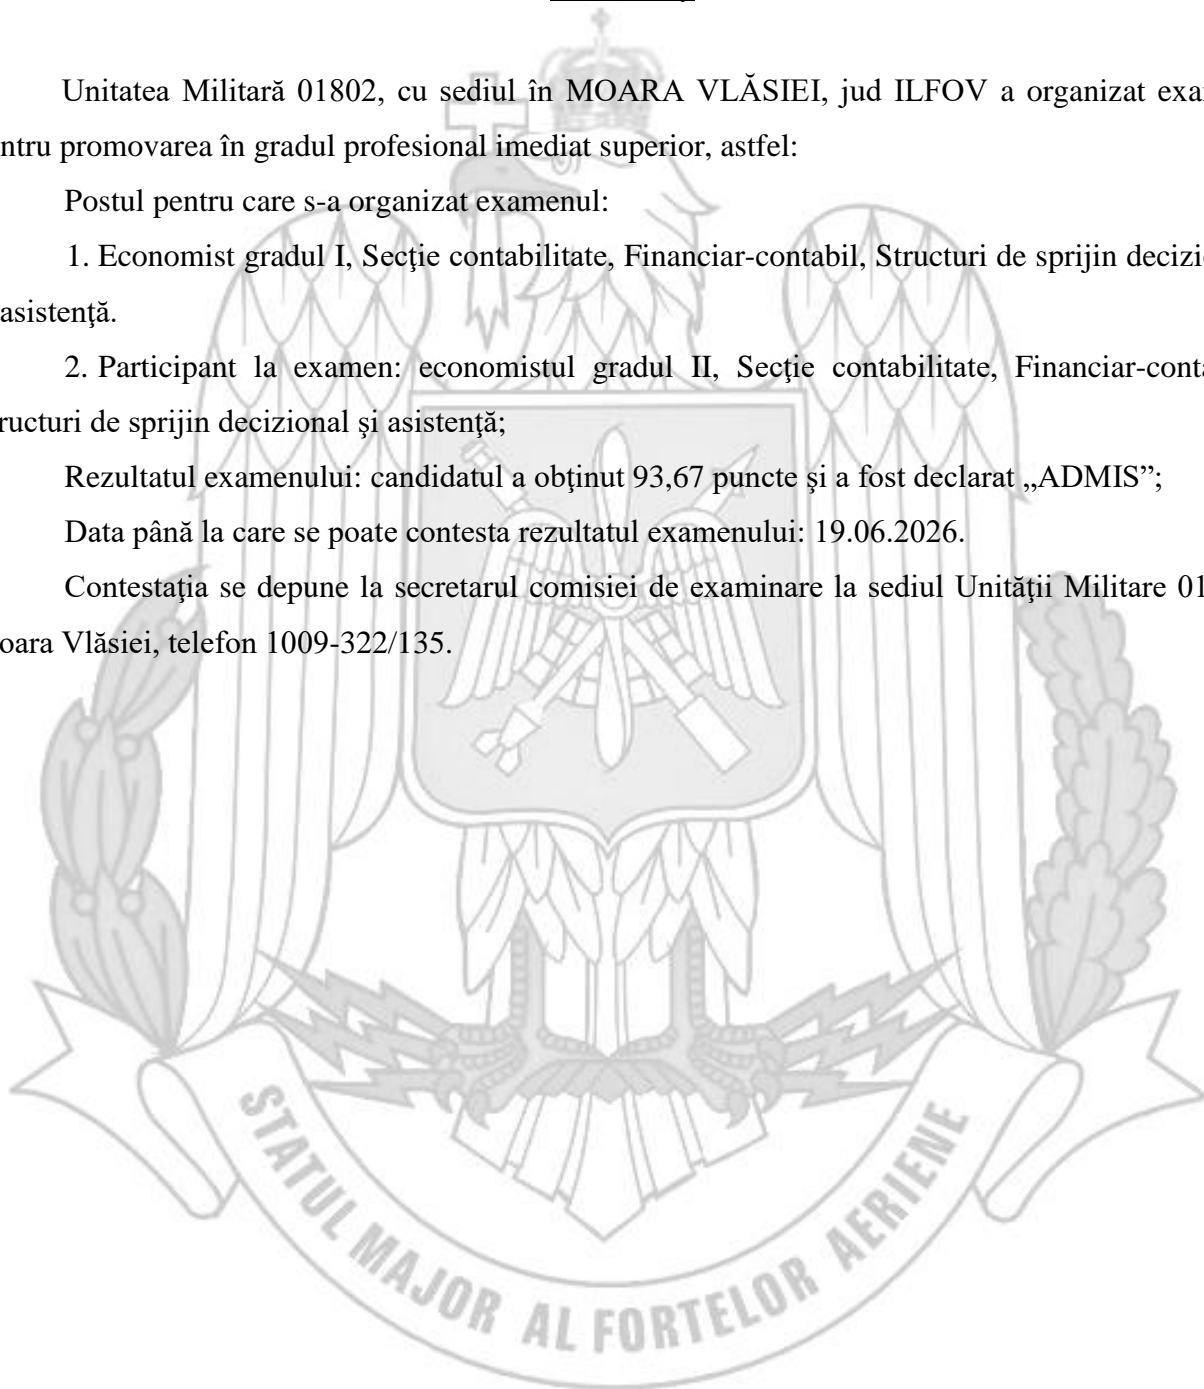 Unitatea Militară 01802, cu sediul în MOARA VLĂSIEI, jud ILFOV a organizat exa
ntru promovarea în gradul profesional imediat superior, astfel:
Postul pentru care s-a organizat examenul:
1. Economist gradul I, Secţie contabilitate, Financiar-contabil, Structuri de sprijin decizi
asistenţă.
2. Participant la examen: economistul gradul II, Secţie contabilitate, Financiar-conta
ructuri de sprijin decizional şi asistenţă;
Rezultatul examenului: candidatul a obţinut 93,67 puncte şi a fost declarat „ADMIS”;
Data până la care se poate contesta rezultatul examenului: 19.06.2026.
Contestaţia se depune la secretarul comisiei de examinare la sediul Unităţii Militare 01
oara Vlăsiei, telefon 1009-322/135.
STATUL MAJOR AL FORTELOR AERIENE